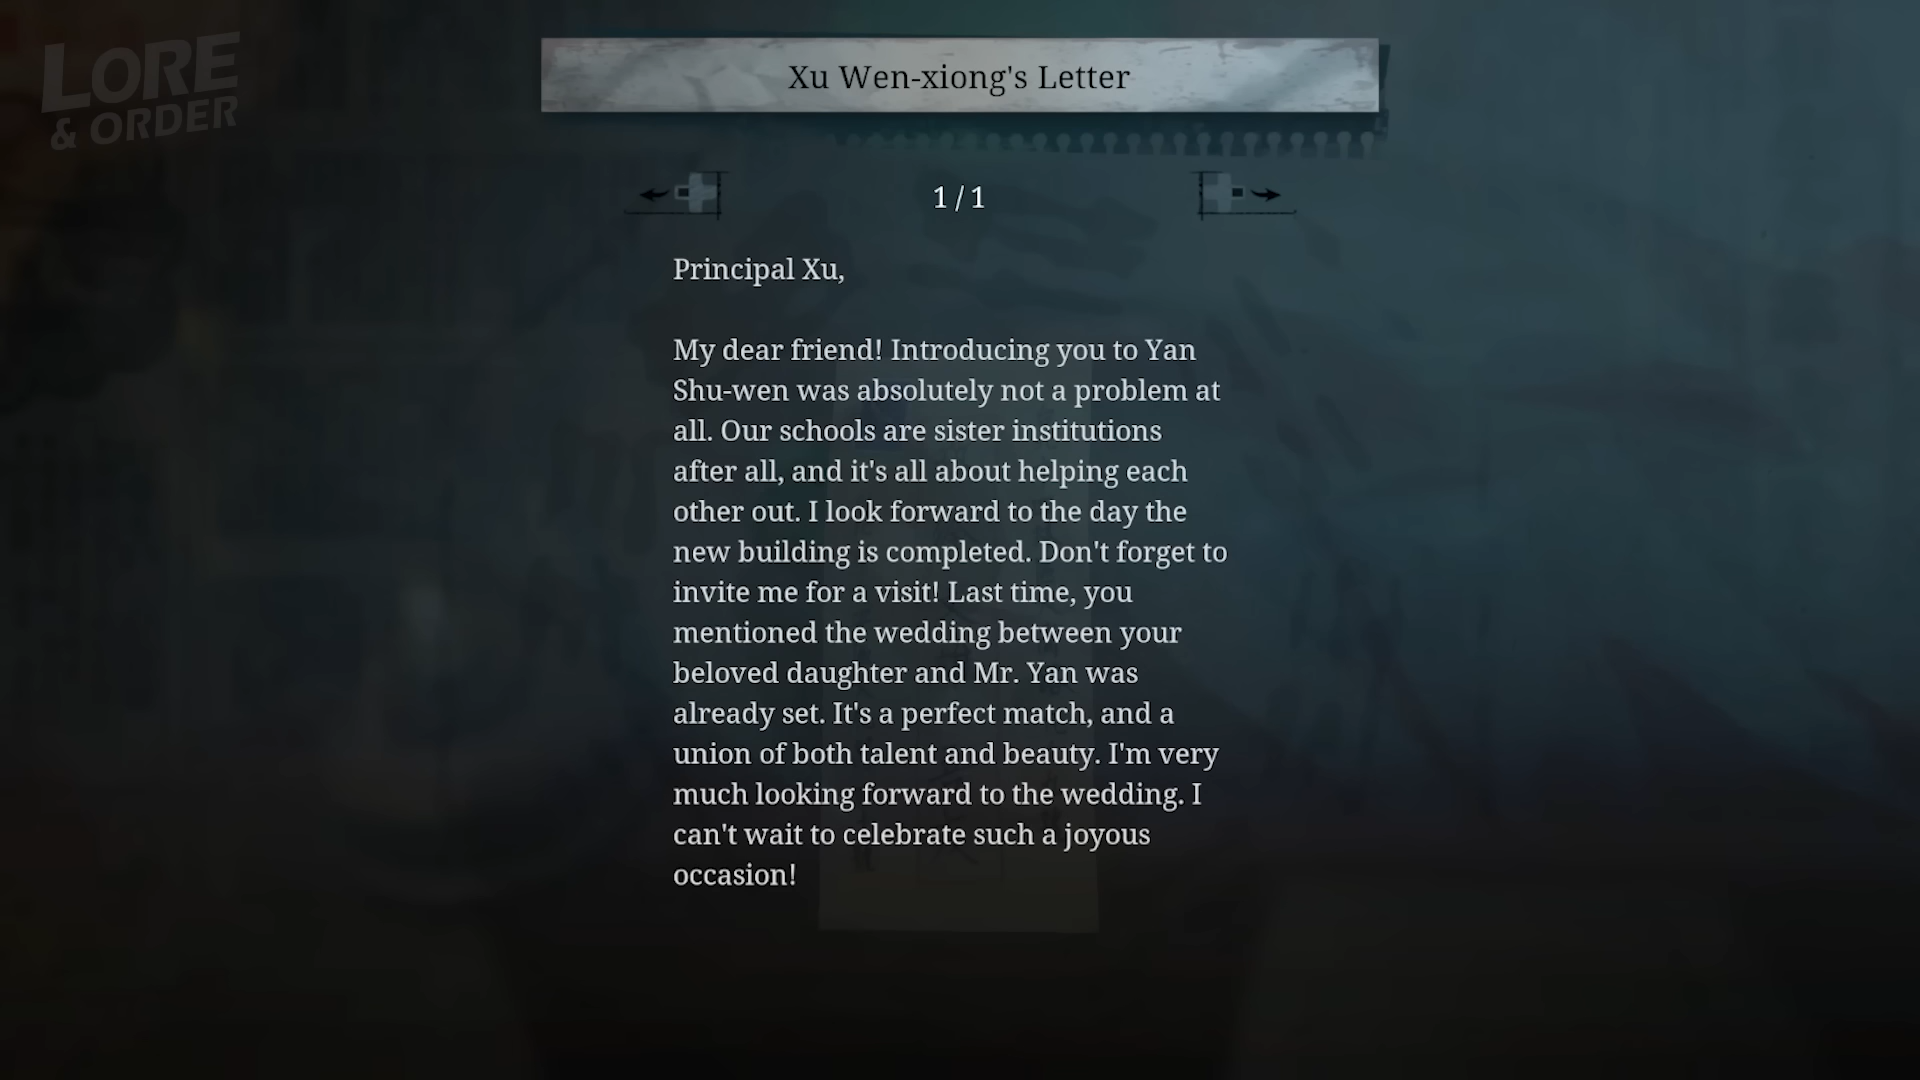 LORE
& ORDER
Xu Wen-xiong's Letter
1 / 1
Principal Xu,
My dear friend! Introducing you to Yan
Shu-wen was absolutely not a problem at
all. Our schools are sister institutions
after all, and it's all about helping each
other out. I look forward to the day the
new building is completed. Don't forget to
invite me for a visit! Last time, you
mentioned the wedding between your
beloved daughter and Mr. Yan was
already set. It's a perfect match, and a
union of both talent and beauty. I'm very
much looking forward to the wedding. I
can't wait to celebrate such a joyous
occasion!